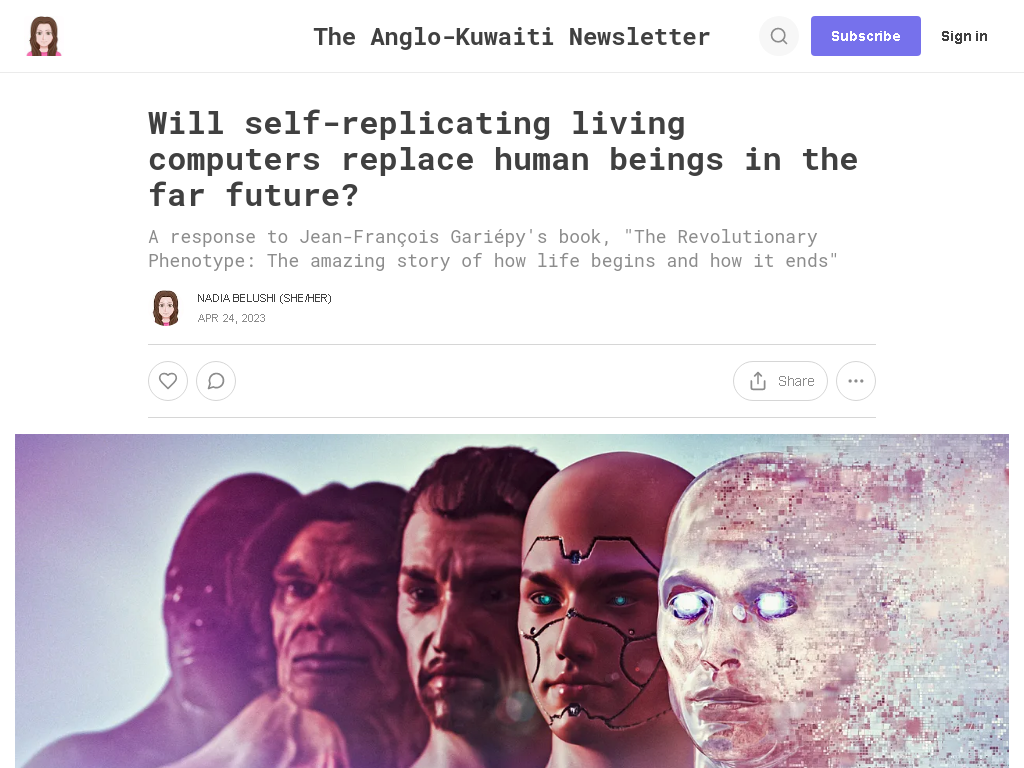 The Anglo-Kuwaiti Newsletter
Subscribe
Sign in
Will self-replicating living
computers replace human beings in the
far future?
A response to Jean-François Gariépy's book, "The Revolutionary
Phenotype: The amazing story of how life begins and how it ends"
NADIA BELUSHI (SHE/HER)
APR 24, 2023
Share